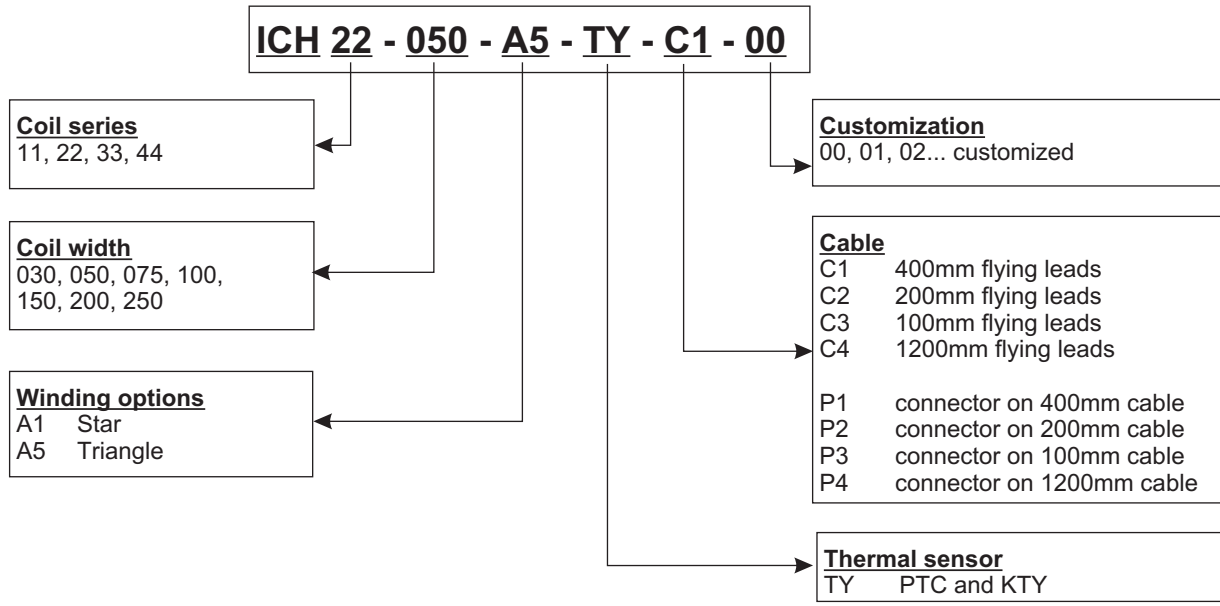 ICH 22 - 050 - A5 - TY - C1 - 00
Coil series
11, 22, 33, 44
Coil width
030, 050, 075, 100,
150, 200, 250
Winding options
A1 Star
A5 Triangle
Customization
00, 01, 02... customized
Cable
C1 400mm flying leads
C2 200mm flying leads
C3 100mm flying leads
C4 1200mm flying leads
P1 connector on 400mm cable
P2 connector on 200mm cable
P3 connector on 100mm cable
P4 connector on 1200mm cable
Thermal sensor
TY PTC and KTY